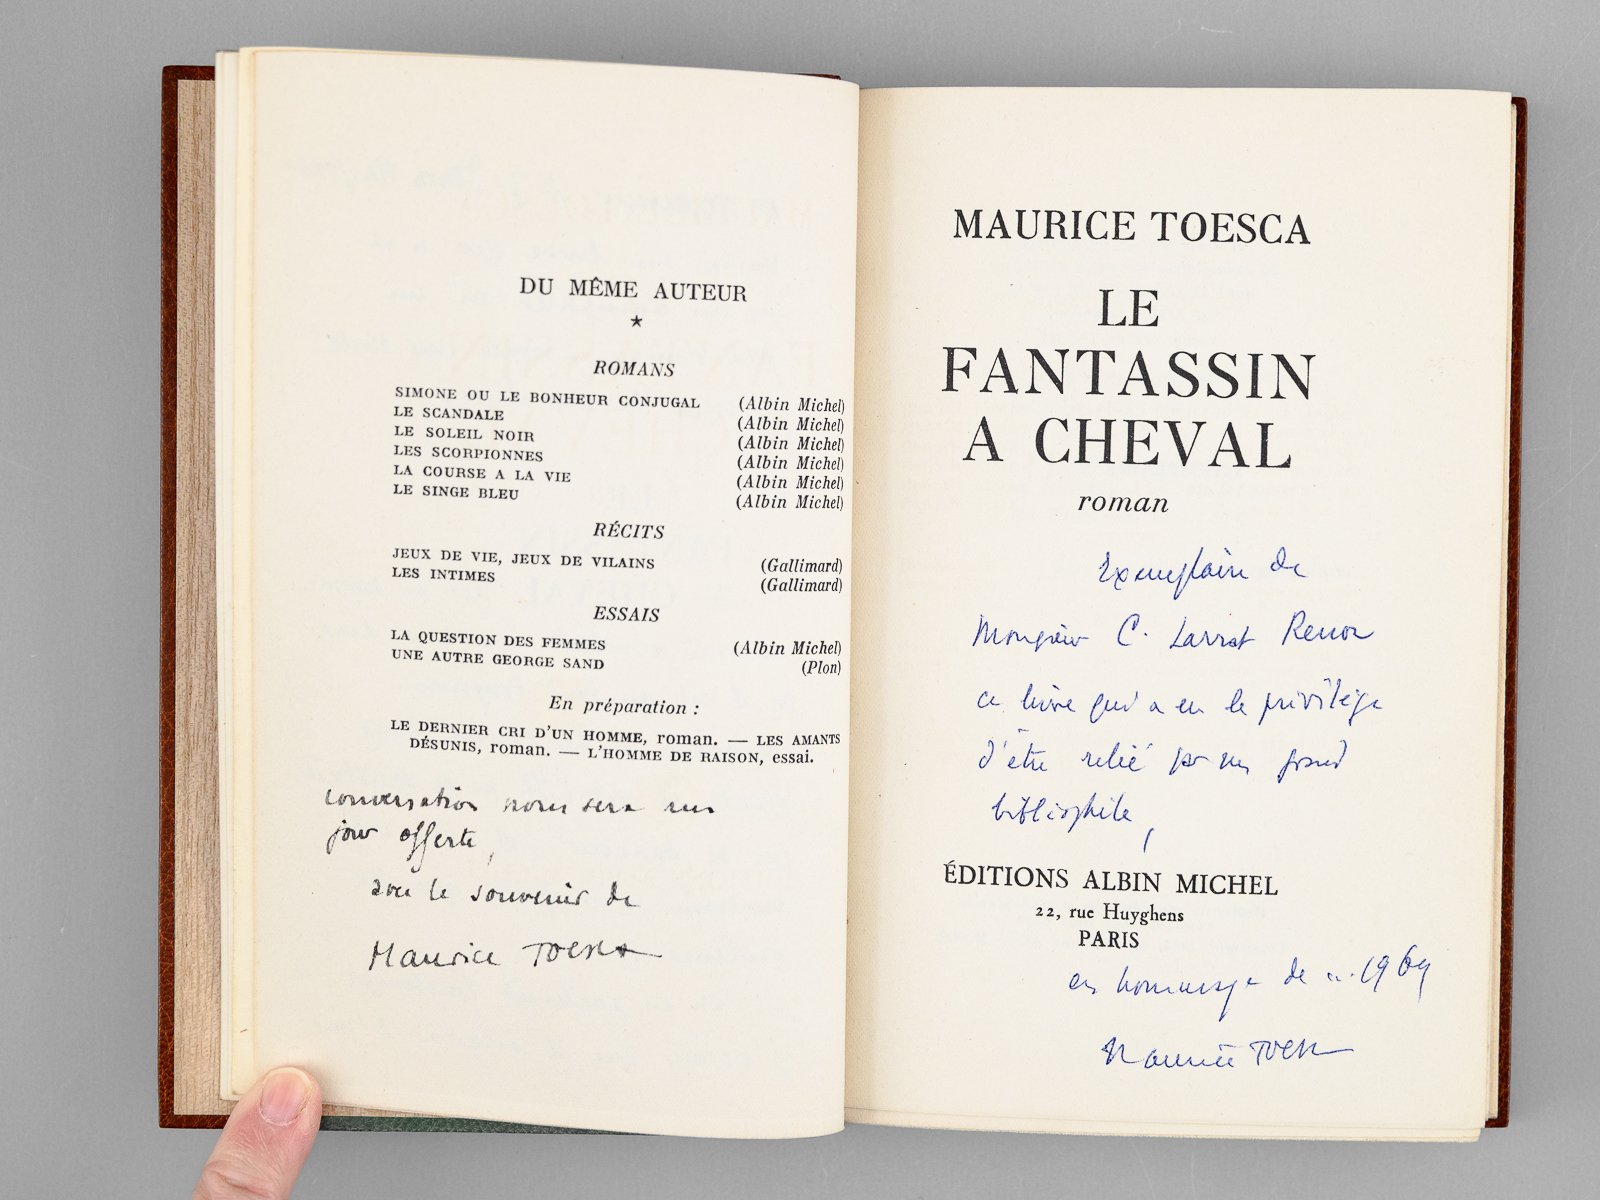 DU MÊME AUTEUR
★
ROMANS
SIMONE OU LE BONHEUR CONJUGAL (Albin Michel)
LE SCANDALE (Albin Michel)
LE SOLEIL NOIR (Albin Michel)
LES SCORPIONNES (Albin Michel)
LA COURSE A LA VIE (Albin Michel)
LE SINGE BLEU (Albin Michel)
RÉCITS
JEUX DE VIE, JEUX DE VILAINS (Gallimard)
LES INTIMES (Gallimard)
ESSAIS
LA QUESTION DES FEMMES (Albin Michel)
UNE AUTRE GEORGE SAND (Plon)
En préparation :
LE DERNIER CRI D'UN HOMME, roman. — LES AMANTS
DÉSUNIS, roman. — L'HOMME DE RAISON, essai.
conversation nous sera un
jour offerte,
avec le souvenir de
Maurice TOESCA
MAURICE TOESCA
LE
FANTASSIN
A CHEVAL
roman
Exemplaire de
Monsieur C. Larrat Renon
ce livre qui a eu le privilège
d'être relié par un grand
bibliophile,
ÉDITIONS ALBIN MICHEL
22, rue Huyghens
PARIS
en hommage de 1969
Maurice TOESCA